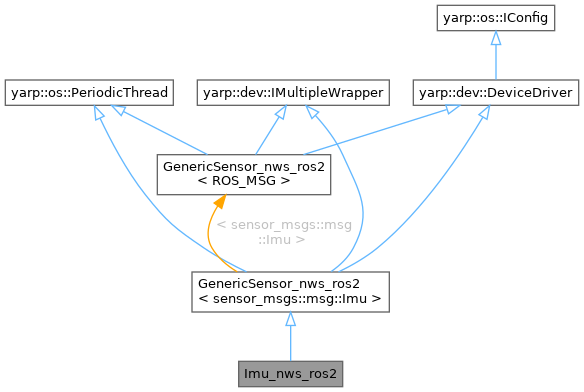 yarp::os::IConfig
yarp::os::PeriodicThread
yarp::dev::IMultipleWrapper
yarp::dev::DeviceDriver
GenericSensor_nws_ros2
< ROS_MSG >
< sensor_msgs::msg
::Imu >
GenericSensor_nws_ros2
< sensor_msgs::msg::Imu >
Imu_nws_ros2